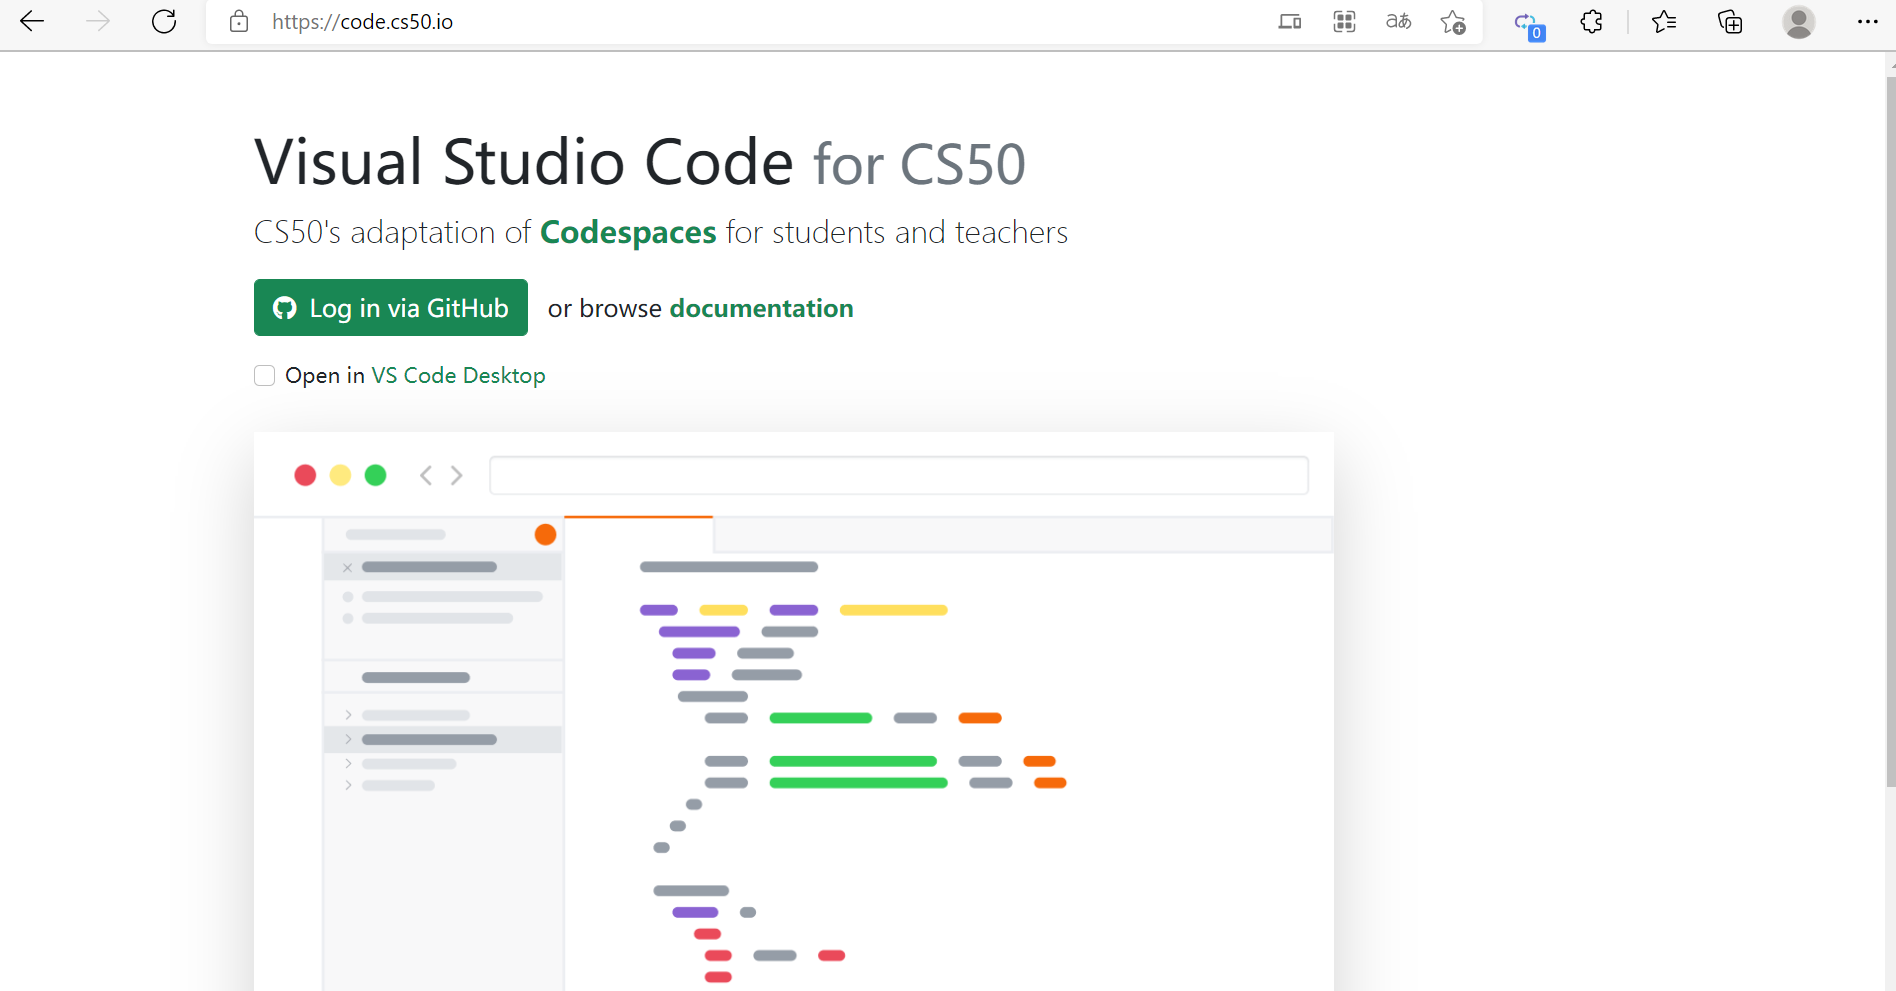 https://code.cs50.io
aあ
0
Visual Studio Code for CS50
CS50's adaptation of Codespaces for students and teachers
Log in via GitHub or browse documentation
Open in VS Code Desktop